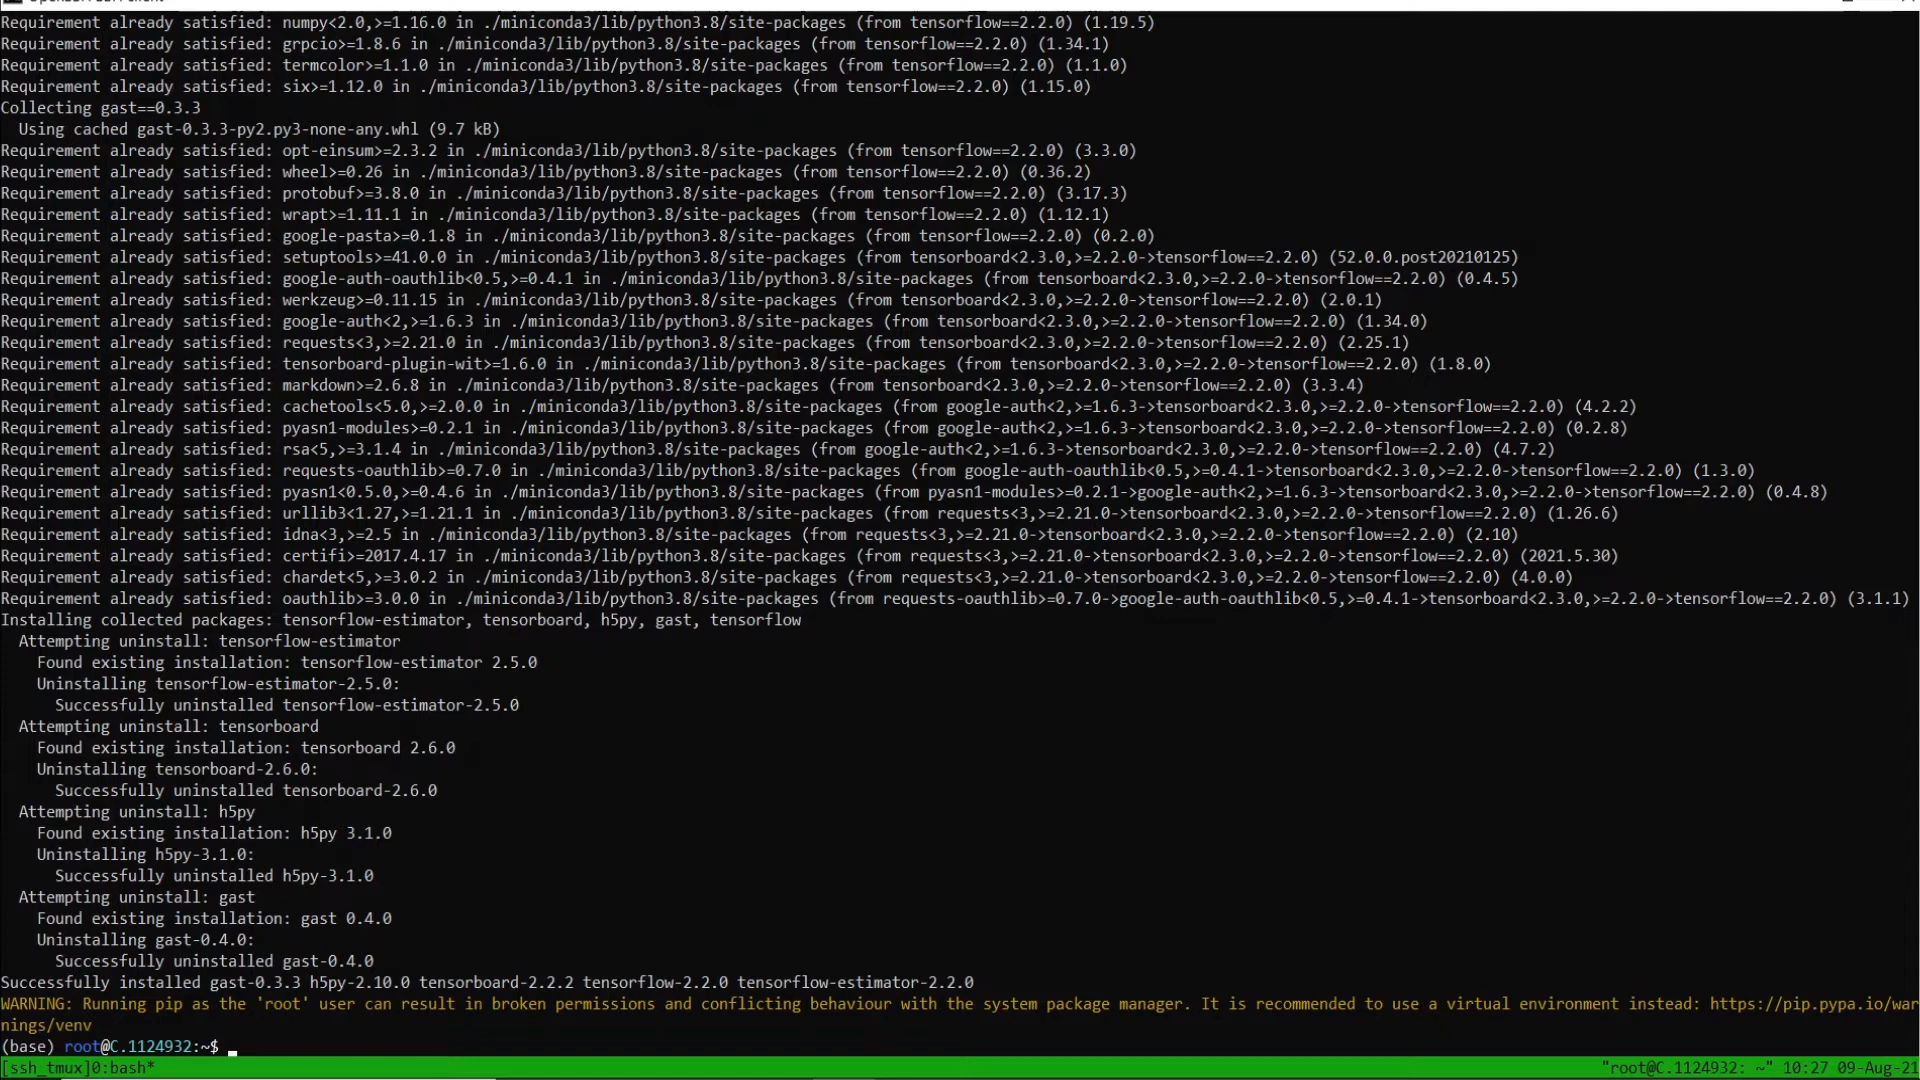 Requirement already satisfied: numpy<2.0,>=1.16.0 in ./miniconda3/lib/python3.8/site-packages (from tensorflow==2.2.0) (1.19.5)
Requirement already satisfied: grpcio>=1.8.6 in ./miniconda3/lib/python3.8/site-packages (from tensorflow==2.2.0) (1.34.1)
Requirement already satisfied: termcolor>=1.1.0 in ./miniconda3/lib/python3.8/site-packages (from tensorflow==2.2.0) (1.1.0)
Requirement already satisfied: six>=1.12.0 in ./miniconda3/lib/python3.8/site-packages (from tensorflow==2.2.0) (1.15.0)
Collecting gast==0.3.3
Using cached gast-0.3.3-py2.py3-none-any.whl (9.7 kB)
Requirement already satisfied: opt-einsum>=2.3.2 in ./miniconda3/lib/python3.8/site-packages (from tensorflow==2.2.0) (3.3.0)
Requirement already satisfied: wheel>=0.26 in ./miniconda3/lib/python3.8/site-packages (from tensorflow==2.2.0) (0.36.2)
Requirement already satisfied: protobuf>=3.8.0 in ./miniconda3/lib/python3.8/site-packages (from tensorflow==2.2.0) (3.17.3)
Requirement already satisfied: wrapt>=1.11.1 in ./miniconda3/lib/python3.8/site-packages (from tensorflow==2.2.0) (1.12.1)
Requirement already satisfied: google-pasta>=0.1.8 in ./miniconda3/lib/python3.8/site-packages (from tensorflow==2.2.0) (0.2.0)
Requirement already satisfied: setuptools>=41.0.0 in ./miniconda3/lib/python3.8/site-packages (from tensorboard<2.3.0,>=2.2.0->tensorflow==2.2.0) (52.0.0.post20210125)
Requirement already satisfied: google-auth-oauthlib<0.5,>=0.4.1 in ./miniconda3/lib/python3.8/site-packages (from tensorboard<2.3.0,>=2.2.0->tensorflow==2.2.0) (0.4.5)
Requirement already satisfied: werkzeug>=0.11.15 in ./miniconda3/lib/python3.8/site-packages (from tensorboard<2.3.0,>=2.2.0->tensorflow==2.2.0) (2.0.1)
Requirement already satisfied: google-auth<2,>=1.6.3 in ./miniconda3/lib/python3.8/site-packages (from tensorboard<2.3.0,>=2.2.0->tensorflow==2.2.0) (1.34.0)
Requirement already satisfied: requests<3,>=2.21.0 in ./miniconda3/lib/python3.8/site-packages (from tensorboard<2.3.0,>=2.2.0->tensorflow==2.2.0) (2.25.1)
Requirement already satisfied: tensorboard-plugin-wit>=1.6.0 in ./miniconda3/lib/python3.8/site-packages (from tensorboard<2.3.0,>=2.2.0->tensorflow==2.2.0) (1.8.0)
Requirement already satisfied: markdown>=2.6.8 in ./miniconda3/lib/python3.8/site-packages (from tensorboard<2.3.0,>=2.2.0->tensorflow==2.2.0) (3.3.4)
Requirement already satisfied: cachetools<5.0,>=2.0.0 in ./miniconda3/lib/python3.8/site-packages (from google-auth<2,>=1.6.3->tensorboard<2.3.0,>=2.2.0->tensorflow==2.2.0) (4.2.2)
Requirement already satisfied: pyasn1-modules>=0.2.1 in ./miniconda3/lib/python3.8/site-packages (from google-auth<2,>=1.6.3->tensorboard<2.3.0,>=2.2.0->tensorflow==2.2.0) (0.2.8)
Requirement already satisfied: rsa<5,>=3.1.4 in ./miniconda3/lib/python3.8/site-packages (from google-auth<2,>=1.6.3->tensorboard<2.3.0,>=2.2.0->tensorflow==2.2.0) (4.7.2)
Requirement already satisfied: requests-oauthlib>=0.7.0 in ./miniconda3/lib/python3.8/site-packages (from google-auth-oauthlib<0.5,>=0.4.1->tensorboard<2.3.0,>=2.2.0->tensorflow==2.2.0) (1.3.0)
Requirement already satisfied: pyasn1<0.5.0,>=0.4.6 in ./miniconda3/lib/python3.8/site-packages (from pyasn1-modules>=0.2.1->google-auth<2,>=1.6.3->tensorboard<2.3.0,>=2.2.0->tensorflow==2.2.0) (0.4.8)
Requirement already satisfied: urllib3<1.27,>=1.21.1 in ./miniconda3/lib/python3.8/site-packages (from requests<3,>=2.21.0->tensorboard<2.3.0,>=2.2.0->tensorflow==2.2.0) (1.26.6)
Requirement already satisfied: idna<3,>=2.5 in ./miniconda3/lib/python3.8/site-packages (from requests<3,>=2.21.0->tensorboard<2.3.0,>=2.2.0->tensorflow==2.2.0) (2.10)
Requirement already satisfied: certifi>=2017.4.17 in ./miniconda3/lib/python3.8/site-packages (from requests<3,>=2.21.0->tensorboard<2.3.0,>=2.2.0->tensorflow==2.2.0) (2021.5.30)
Requirement already satisfied: chardet<5,>=3.0.2 in ./miniconda3/lib/python3.8/site-packages (from requests<3,>=2.21.0->tensorboard<2.3.0,>=2.2.0->tensorflow==2.2.0) (4.0.0)
Requirement already satisfied: oauthlib>=3.0.0 in ./miniconda3/lib/python3.8/site-packages (from requests-oauthlib>=0.7.0->google-auth-oauthlib<0.5,>=0.4.1->tensorboard<2.3.0,>=2.2.0->tensorflow==2.2.0) (3.1.1)
Installing collected packages: tensorflow-estimator, tensorboard, h5py, gast, tensorflow
Attempting uninstall: tensorflow-estimator
Found existing installation: tensorflow-estimator 2.5.0
Uninstalling tensorflow-estimator-2.5.0:
Successfully uninstalled tensorflow-estimator-2.5.0
Attempting uninstall: tensorboard
Found existing installation: tensorboard 2.6.0
Uninstalling tensorboard-2.6.0:
Successfully uninstalled tensorboard-2.6.0
Attempting uninstall: h5py
Found existing installation: h5py 3.1.0
Uninstalling h5py-3.1.0:
Successfully uninstalled h5py-3.1.0
Attempting uninstall: gast
Found existing installation: gast 0.4.0
Uninstalling gast-0.4.0:
Successfully uninstalled gast-0.4.0
Successfully installed gast-0.3.3 h5py-2.10.0 tensorboard-2.2.2 tensorflow-2.2.0 tensorflow-estimator-2.2.0
WARNING: Running pip as the 'root' user can result in broken permissions and conflicting behaviour with the system package manager. It is recommended to use a virtual environment instead: https://pip.pypa.io/war
nings/venv
(base) root@C.1124932:~$
[ssh_tmux]0:bash* "root@C.1124932: ~" 10:27 09-Aug-21